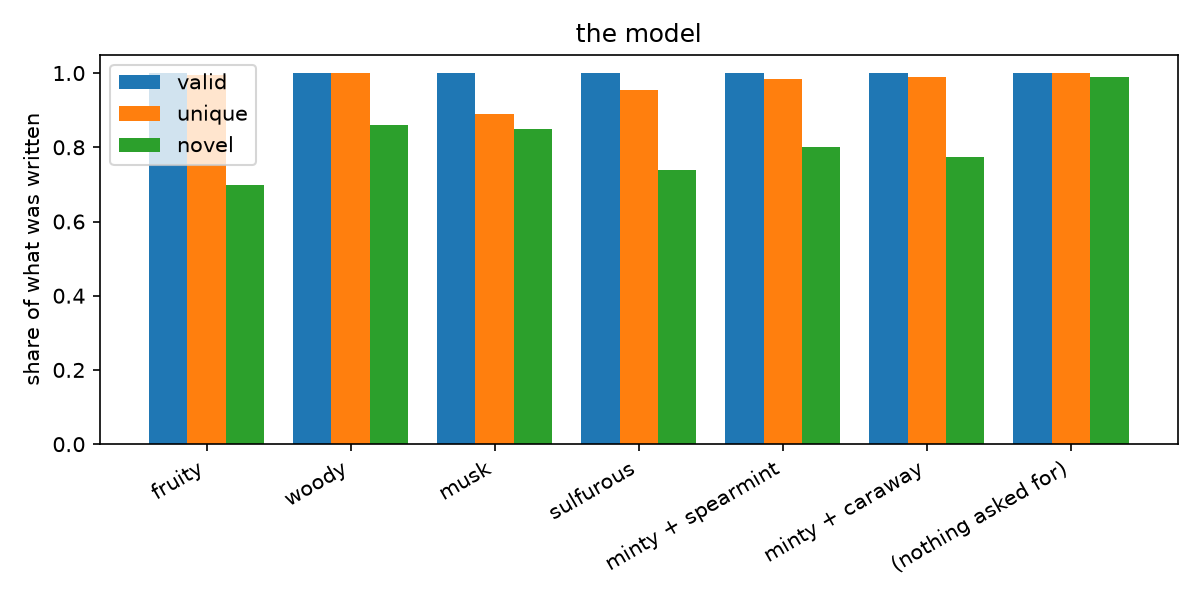 the model
share of what was written
1.0
0.8
0.6
0.4
0.2
0.0
valid
unique
novel
fruity
woody
musk
sulfurous
minty + spearmint
minty + caraway
(nothing asked for)